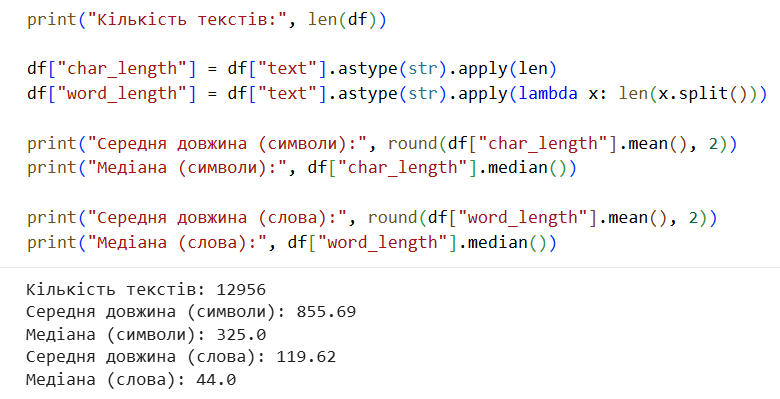 print("Кількість текстів:", len(df))
df["char_length"] = df["text"].astype(str).apply(len)
df["word_length"] = df["text"].astype(str).apply(lambda x: len(x.split()))
print("Середня довжина (символи):", round(df["char_length"].mean(), 2))
print("Медіана (символи):", df["char_length"].median())
print("Середня довжина (слова):", round(df["word_length"].mean(), 2))
print("Медіана (слова):", df["word_length"].median())
Кількість текстів: 12956
Середня довжина (символи): 855.69
Медіана (символи): 325.0
Середня довжина (слова): 119.62
Медіана (слова): 44.0